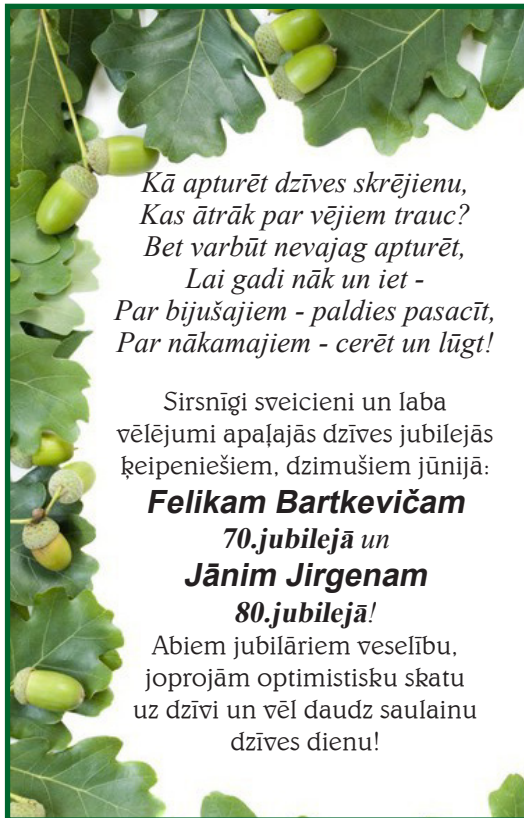 Kā apturēt dzīves skrējienu,
Kas ātrāk par vējiem trauc?
Bet varbūt nevajag apturēt,
Lai gadi nāk un iet -
Par bijušajiem - paldies pasacīt,
Par nākamajiem - cerēt un lūgt!
Sirsnīgi sveicieni un laba
vēlējumi apaļajās dzīves jubilejās
ķeipeniešiem, dzimušiem jūnijā:
Felikam Bartkevičam
70.jubilejā un
Jānim Jirgenam
80.jubilejā!
Abiem jubilāriem veselību,
joprojām optimistisku skatu
uz dzīvi un vēl daudz saulainu
dzīves dienu!